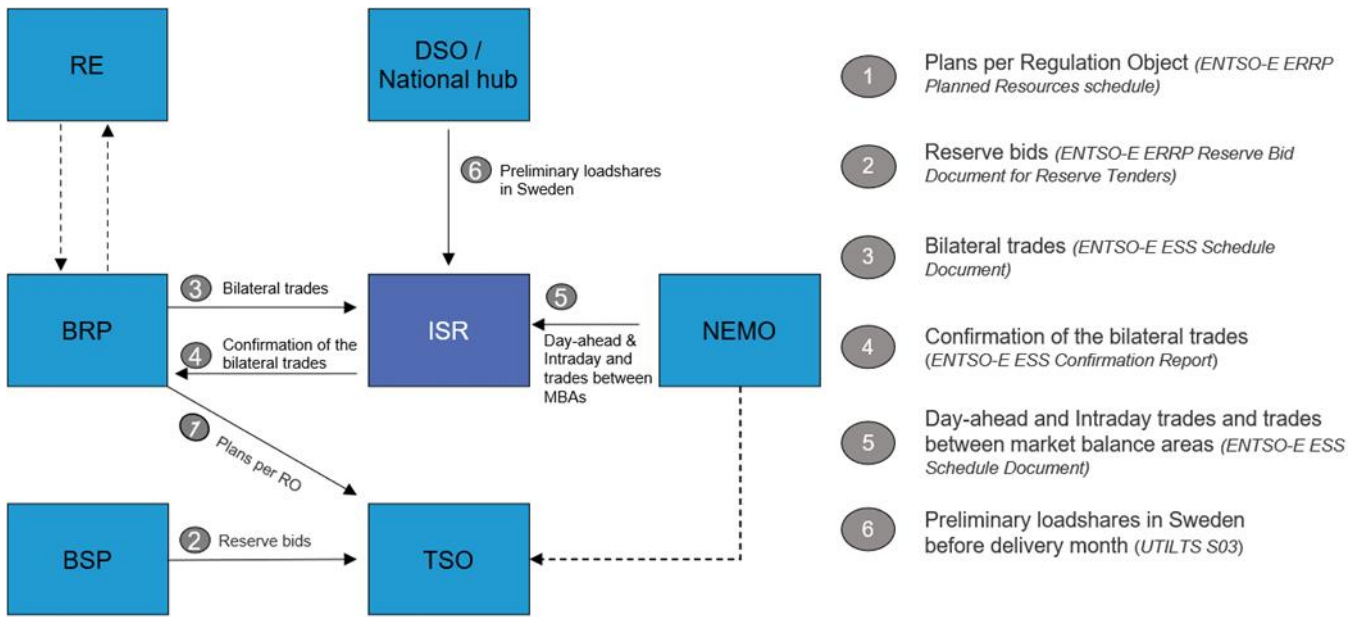 RE
DSO /
National hub
6
Preliminary loadshares
in Sweden
BRP
3
Bilateral trades
4
Confirmation of the
bilateral trades
ISR
5
Day-ahead &
Intraday and
trades between
MBAs
NEMO
1
Plans per RO
BSP
2
Reserve bids
TSO
1
Plans per Regulation Object (ENTSO-E ERRP
Planned Resources schedule)
2
Reserve bids (ENTSO-E ERRP Reserve Bid
Document for Reserve Tenders)
3
Bilateral trades (ENTSO-E ESS Schedule
Document)
4
Confirmation of the bilateral trades
(ENTSO-E ESS Confirmation Report)
5
Day-ahead and Intraday trades and trades
between market balance areas (ENTSO-E ESS
Schedule Document)
6
Preliminary loadshares in Sweden
before delivery month (UTILTS S03)